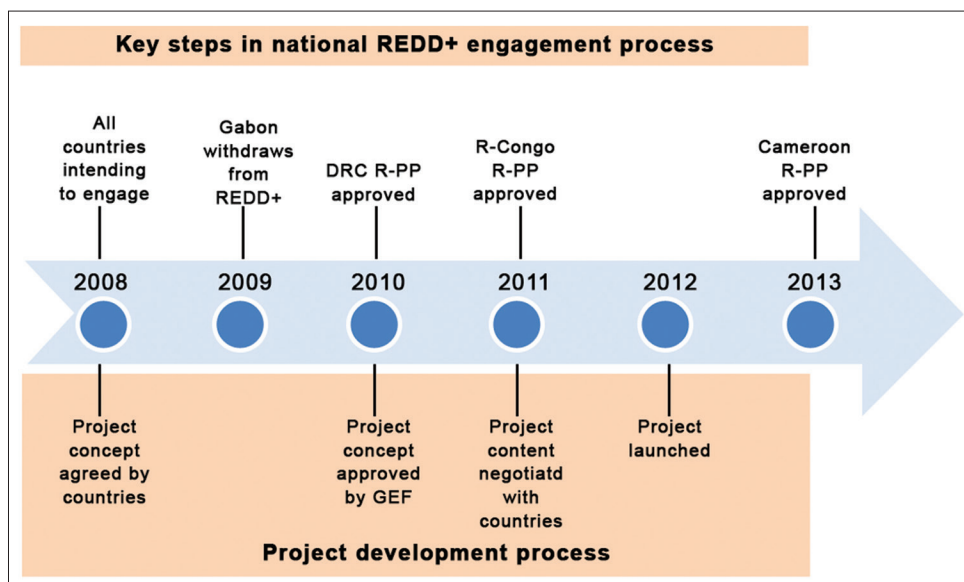 Key steps in national REDD+ engagement process
All
countries
intending
to engage
Gabon
withdraws
from
REDD+
DRC R-PP
approved
R-Congo
R-PP
approved
Cameroon
R-PP
approved
2008
2009
2010
2011
2012
2013
Project
concept
agreed by
countries
Project
concept
approved
by GEF
Project
content
negotiatd
with
countries
Project
launched
Project development process